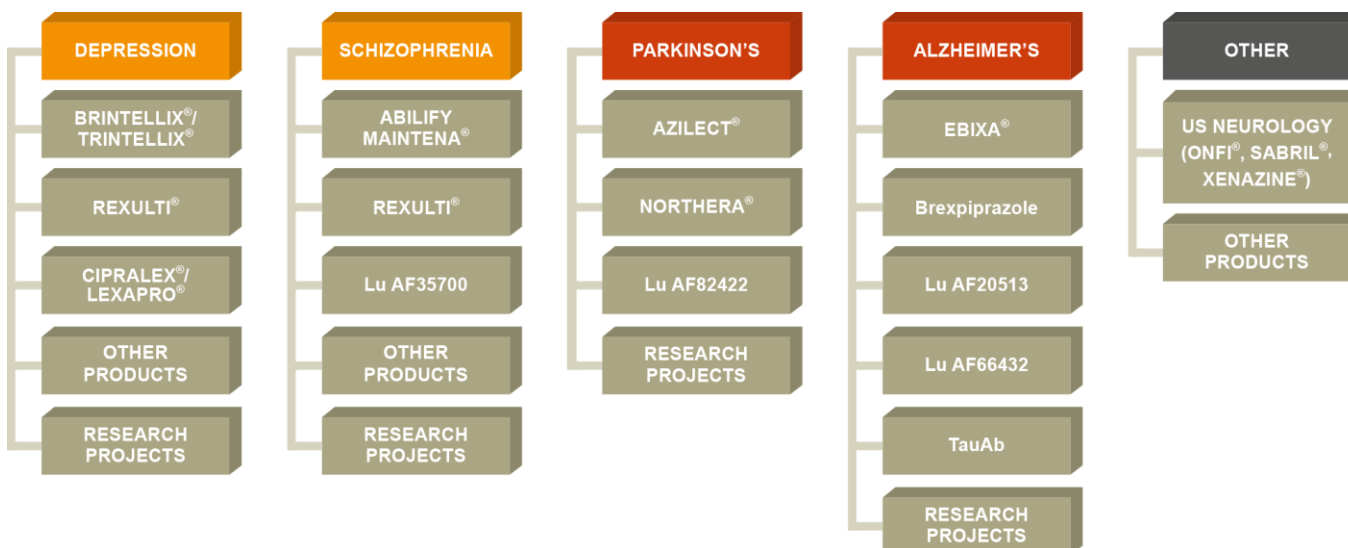 DEPRESSION
BRINTELLIX®/
TRINTELLIX®
REXULTI®
CIPRALEX®/
LEXAPRO®
OTHER
PRODUCTS
RESEARCH
PROJECTS
SCHIZOPHRENIA
ABILIFY
MAINTENA®
REXULTI®
Lu AF35700
OTHER
PRODUCTS
RESEARCH
PROJECTS
PARKINSON'S
AZILECT®
NORTHERA®
Lu AF82422
RESEARCH
PROJECTS
ALZHEIMER'S
EBIXA®
Brexpiprazole
Lu AF20513
Lu AF66432
TauAb
RESEARCH
PROJECTS
OTHER
US NEUROLOGY
(ONFI®, SABRIL®,
XENAZINE®)
OTHER
PRODUCTS